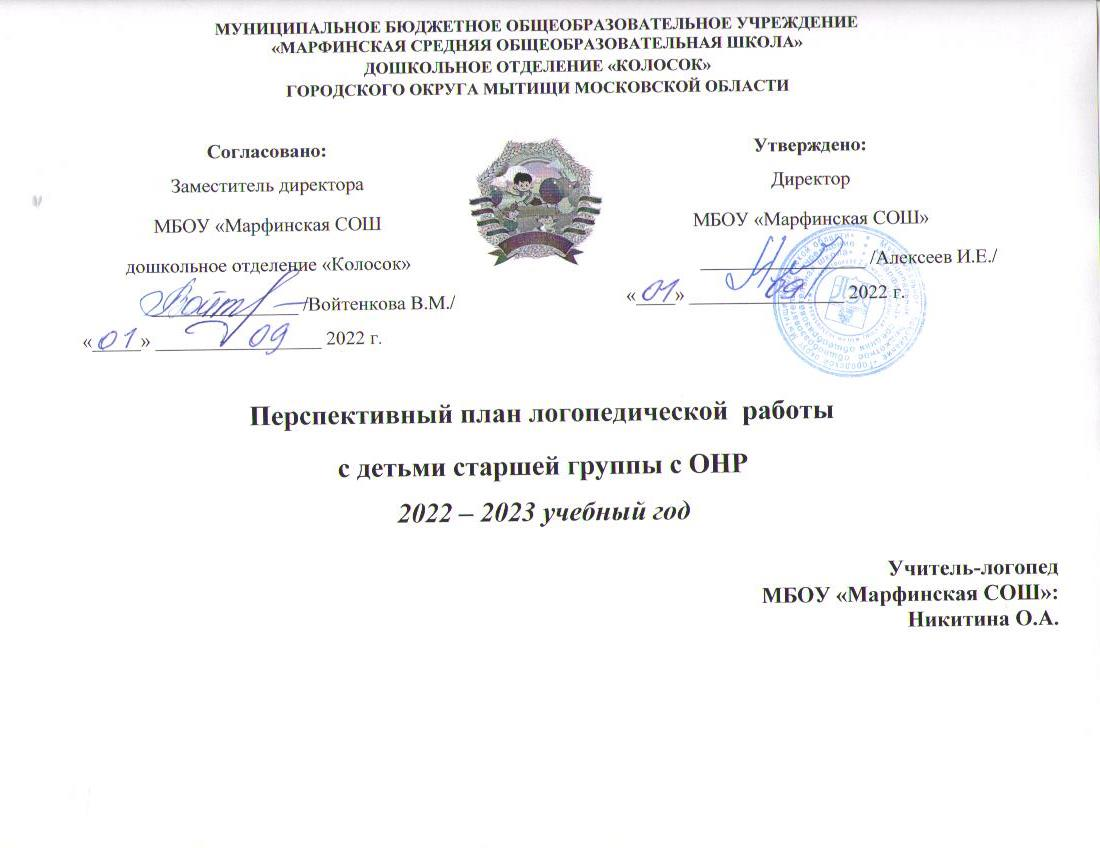 МУНИЦИПАЛЬНОЕ БЮДЖЕТНОЕ ОБЩЕОБРАЗОВАТЕЛЬНОЕ УЧРЕЖДЕНИЕ
«МАРФИНСКАЯ СРЕДНЯЯ ОБЩЕОБРАЗОВАТЕЛЬНАЯ ШКОЛА»
ДОШКОЛЬНОЕ ОТДЕЛЕНИЕ «КОЛОСОК»
ГОРОДСКОГО ОКРУГА МЫТИЩИ МОСКОВСКОЙ ОБЛАСТИ
Согласовано:
Заместитель директора
МБОУ «Марфинская СОШ
дошкольное отделение «Колосок»
/Войтенкова В.М./
«01» 09 2022 г.
Утверждено:
Директор
МБОУ «Марфинская СОШ»
/Алексеев И.Е./
«01» 09 2022 г.
Перспективный план логопедической работы
с детьми старшей группы с ОНР
2022 – 2023 учебный год
Учитель-логопед
МБОУ «Марфинская СОШ»:
Никитина О.А.